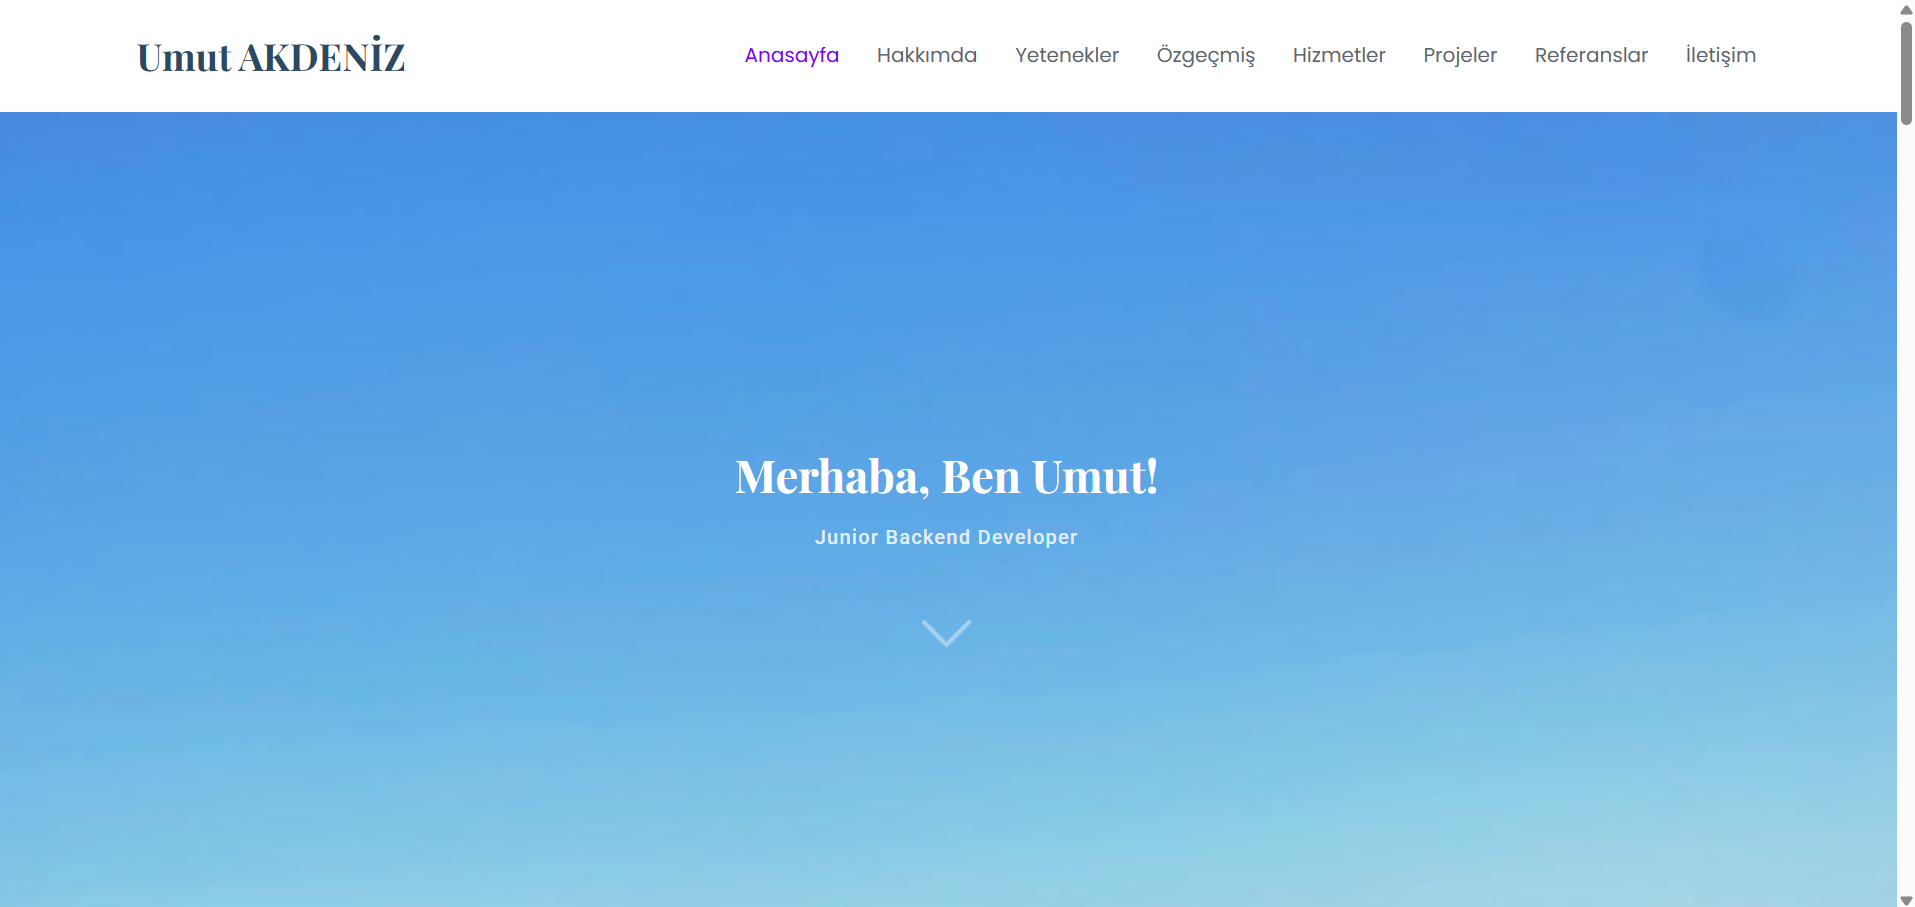 Umut AKDENİZ
Anasayfa Hakkımda Yetenekler Özgeçmiş Hizmetler Projeler Referanslar İletişim
Merhaba, Ben Umut!
Junior Backend Developer